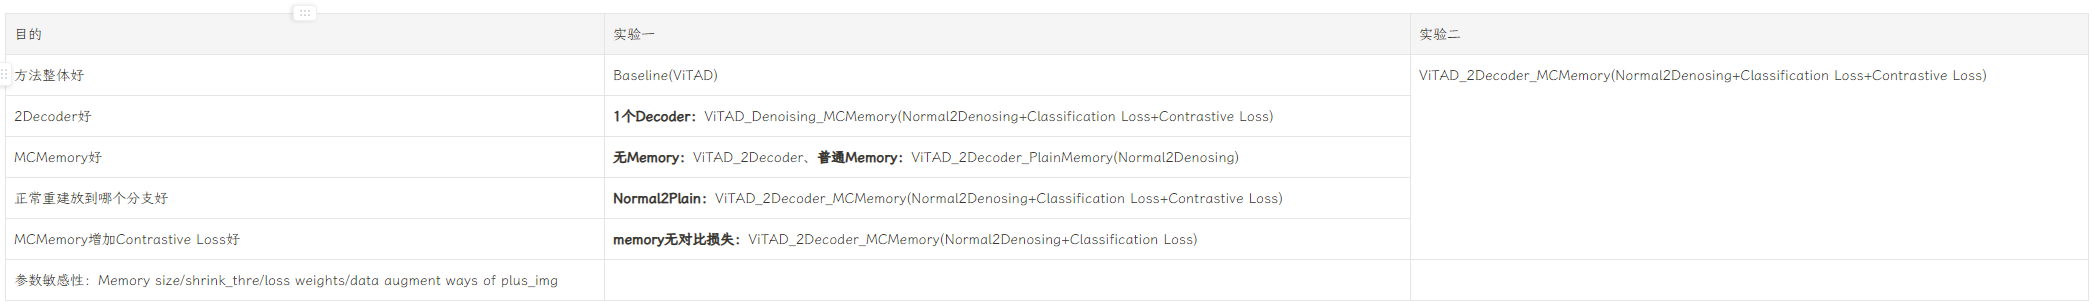 目的 实验一 实验二
方法整体好 Baseline(ViTAD) ViTAD_2Decoder_MCMemory(Normal2Denosing+Classification Loss+Contrastive Loss)
2Decoder好 1个Decoder：ViTAD_Denoising_MCMemory(Normal2Denosing+Classification Loss+Contrastive Loss)
MCMemory好 无Memory：ViTAD_2Decoder、普通Memory：ViTAD_2Decoder_PlainMemory(Normal2Denosing)
正常重建放到哪个分支好 Normal2Plain：ViTAD_2Decoder_MCMemory(Normal2Denosing+Classification Loss+Contrastive Loss)
MCMemory增加Contrastive Loss好 memory无对比损失：ViTAD_2Decoder_MCMemory(Normal2Denosing+Classification Loss)
参数敏感性：Memory size/shrink_thre/loss weights/data augment ways of plus_img